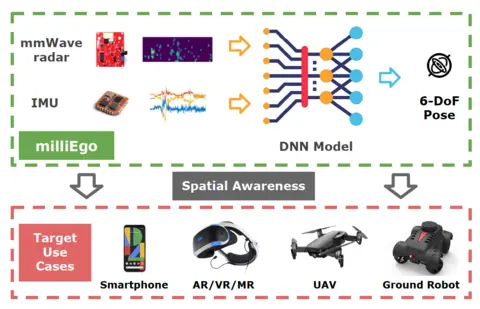 mmWave
radar
IMU
milliEgo
DNN Model
6-DoF
Pose
Spatial Awareness
Target
Use
Cases
Smartphone
AR/VR/MR
UAV
Ground Robot